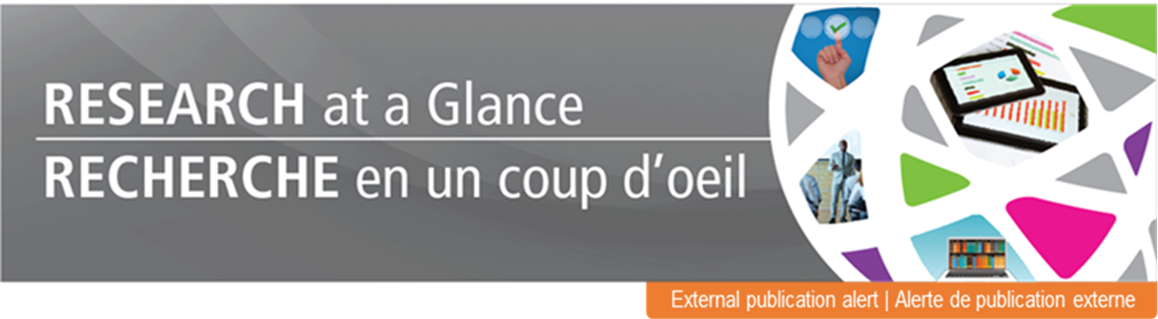 RESEARCH at a Glance
RECHERCHE en un coup d'oeil
External publication alert | Alerte de publication externe